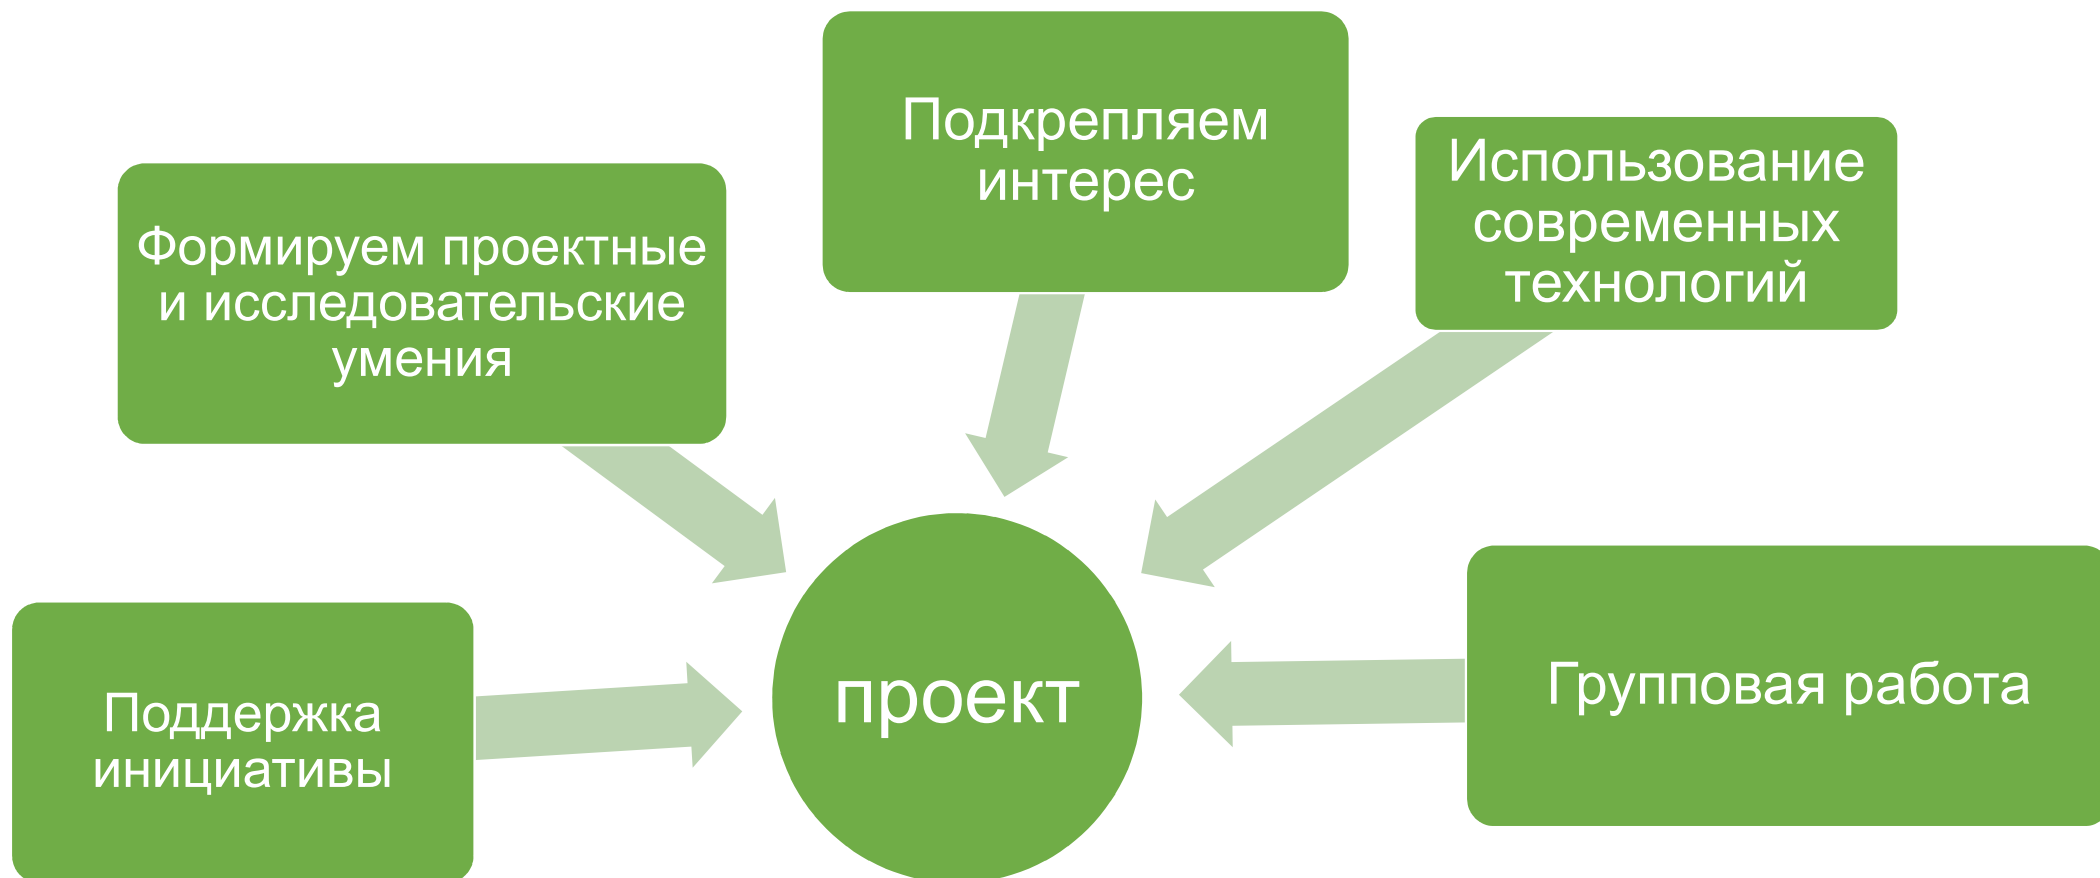 Подкрепляем
интерес
Использование
современных
технологий
Формируем проектные
и исследовательские
умения
Поддержка
инициативы
проект
Групповая работа